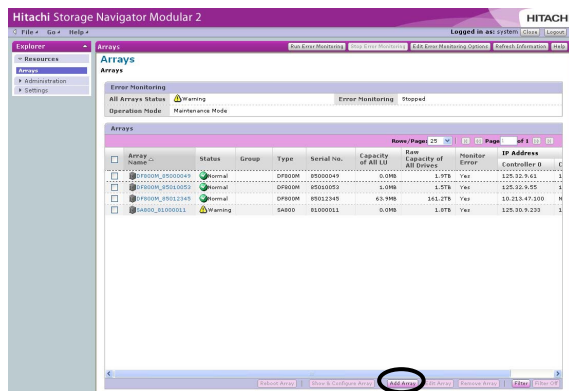 Hitachi Storage Navigator Modular 2
HITACH
File Go Help
Logged in as: system Close Logout
Explorer
Resources
Arrays
Administration
Settings
Arrays
Run Error Monitoring Stop Error Monitoring Edit Error Monitoring Options Refresh Information Help
Arrays
Arrays
Error Monitoring
All Arrays Status Warning Error Monitoring Stopped
Operation Mode Maintenance Mode
Arrays
Rows/Page: 25 Page of 1
Array Name Status Group Type Serial No. Capacity of All LU Raw Capacity of All Drives Monitor Error IP Address
Controller 0 C
DF800M_85000049 Normal DF800M 85000049 0.0MB 1.9TB Yes 125.32.9.61 1
DF800M_85010053 Normal DF800M 85010053 0.0MB 1.0TB Yes 125.32.9.55 1
DF800M_85012345 Normal DF800M 85012345 63.9MB 161.2TB Yes 10.213.47.100 N
SA800_81000011 Warning SA800 81000011 0.0MB 1.8TB Yes 125.30.9.233 1
Reboot Array Show & Configure Array Add Array Edit Array Remove Array Filter Filter Off